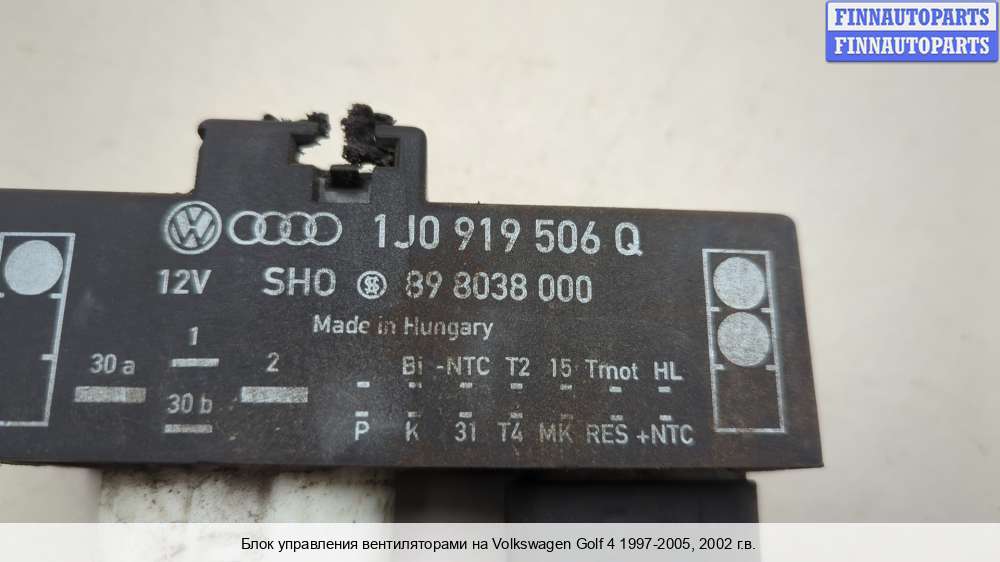 FINNAUTOPARTS
FINNAUTOPARTS
1J0 919 506 Q
12V SHO 89 8038 000
Made in Hungary
1
30 a 2
30 b
Bi -NTC T2 15 Tmot HL
P K 31 T4 MK RES +NTC
Блок управления вентиляторами на Volkswagen Golf 4 1997-2005, 2002 г.в.